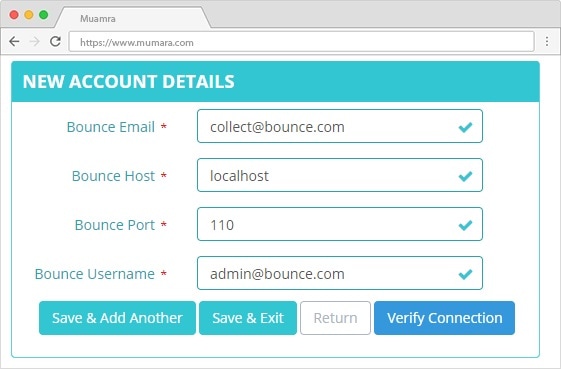 Muamra
https://www.mumara.com
NEW ACCOUNT DETAILS
Bounce Email * collect@bounce.com
Bounce Host * localhost
Bounce Port * 110
Bounce Username * admin@bounce.com
Save & Add Another Save & Exit Return Verify Connection